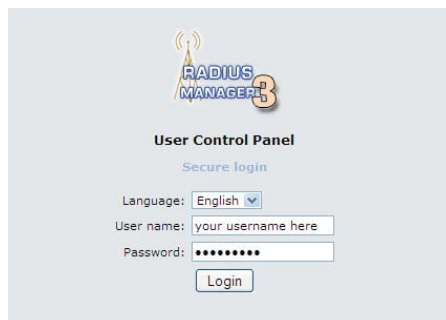 RADIUS
MANAGER 3
User Control Panel
Secure login
Language: English
User name: your username here
Password: •••••••••
Login